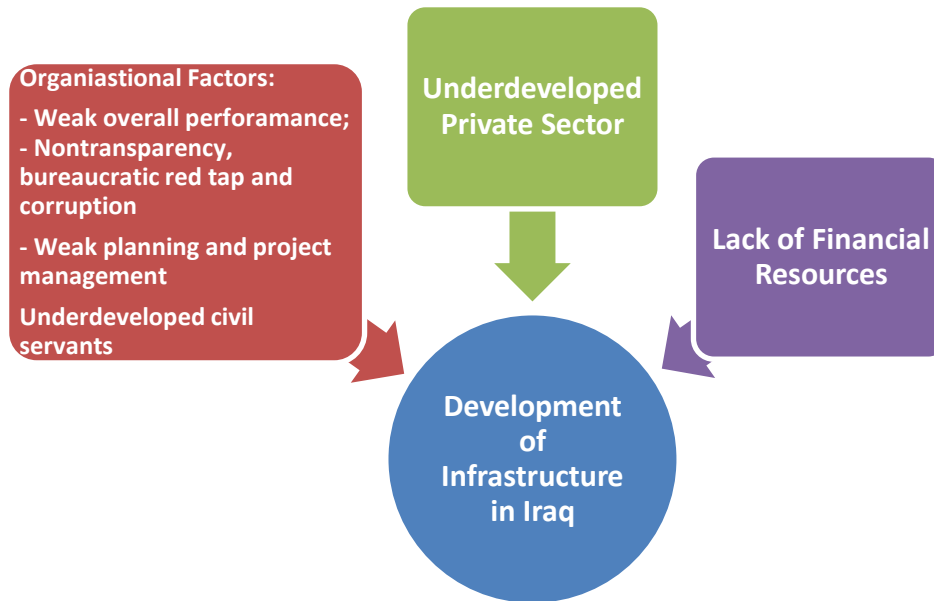 Organiastional Factors:
- Weak overall perforamance;
- Nontransparency,
bureaucratic red tap and
corruption
- Weak planning and project
management
Underdeveloped civil
servants
Underdeveloped
Private Sector
Lack of Financial
Resources
Development
of
Infrastructure
in Iraq